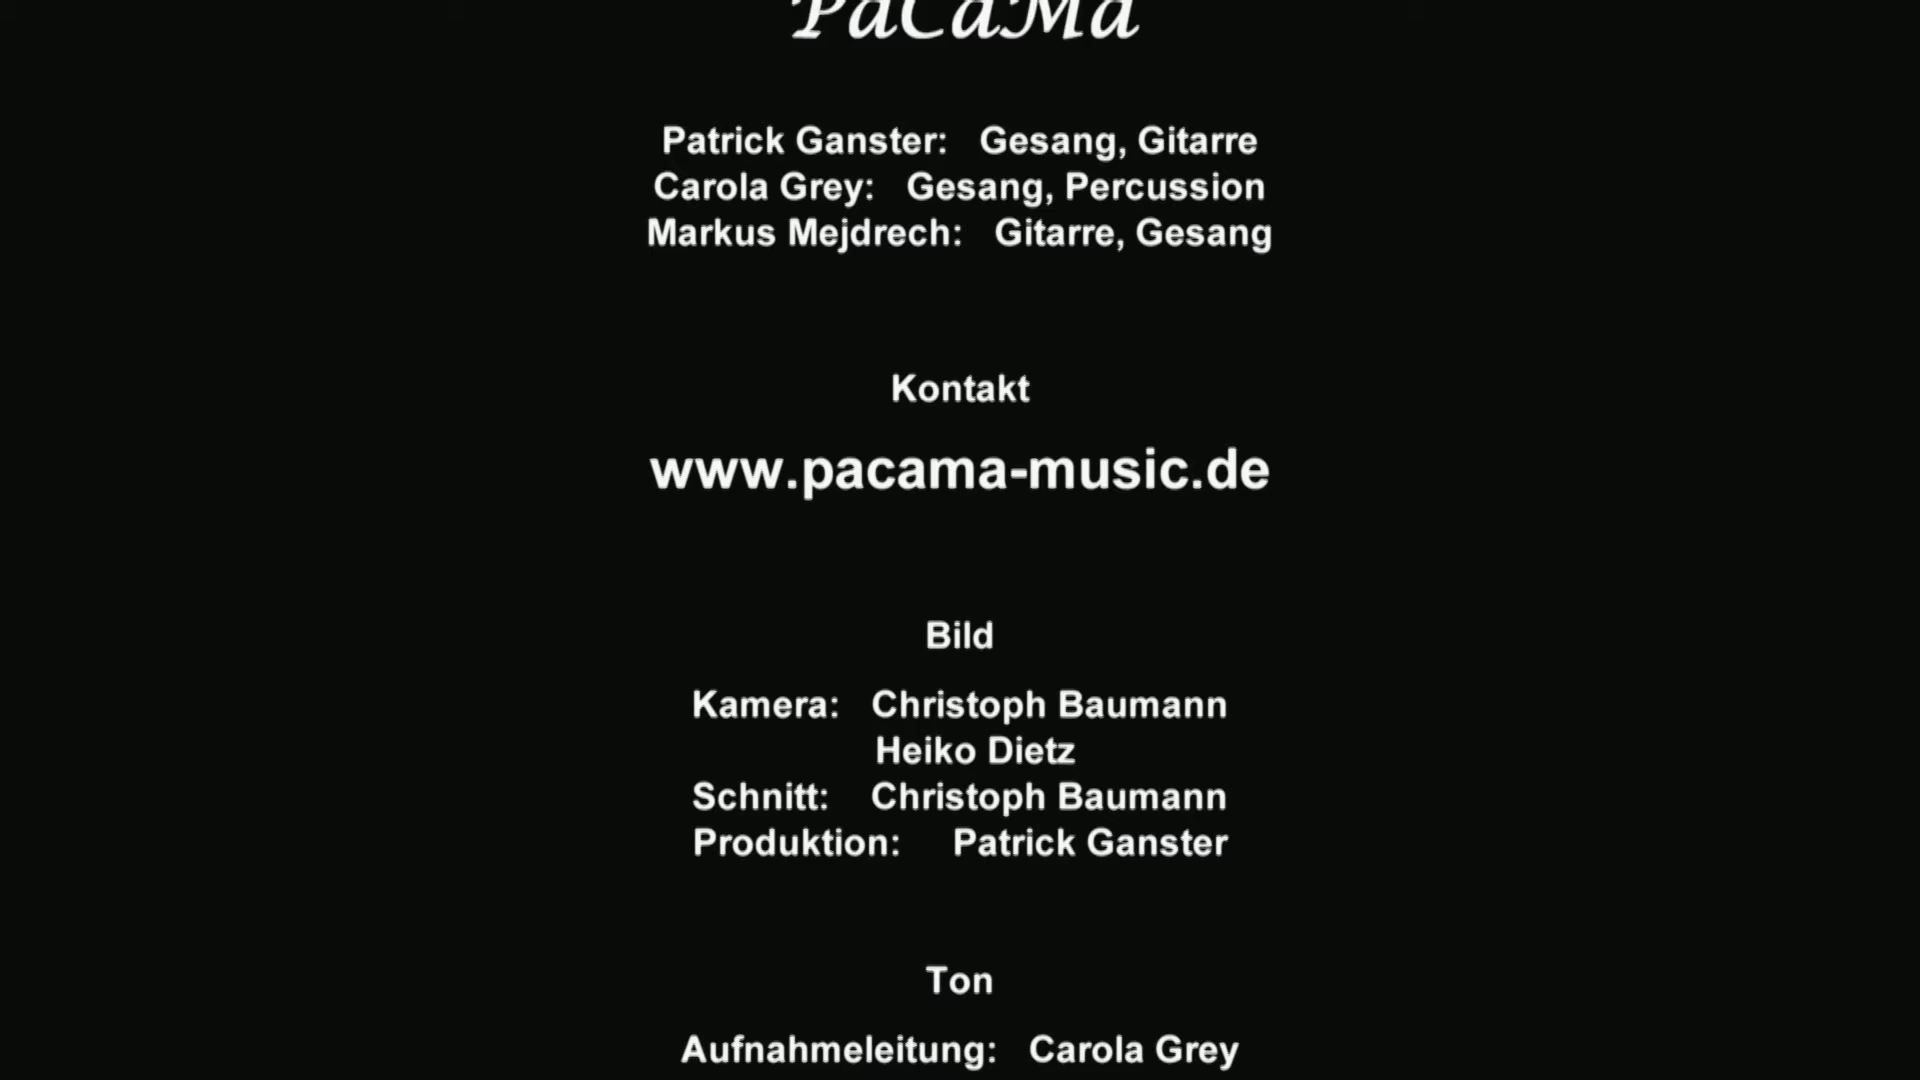 PaCaMa
Patrick Ganster: Gesang, Gitarre
Carola Grey: Gesang, Percussion
Markus Mejdrech: Gitarre, Gesang
Kontakt
www.pacama-music.de
Bild
Kamera: Christoph Baumann
Heiko Dietz
Schnitt: Christoph Baumann
Produktion: Patrick Ganster
Ton
Aufnahmeleitung: Carola Grey